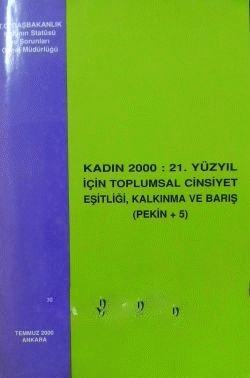 T.C. BAŞBAKANLIK
Kadının Statüsü
ve Sorunları
Genel Müdürlüğü
KADIN 2000 : 21. YÜZYIL
İÇİN TOPLUMSAL CİNSİYET
EŞİTLİĞİ, KALKINMA VE BARIŞ
(PEKİN + 5)
TEMMUZ 2000
ANKARA